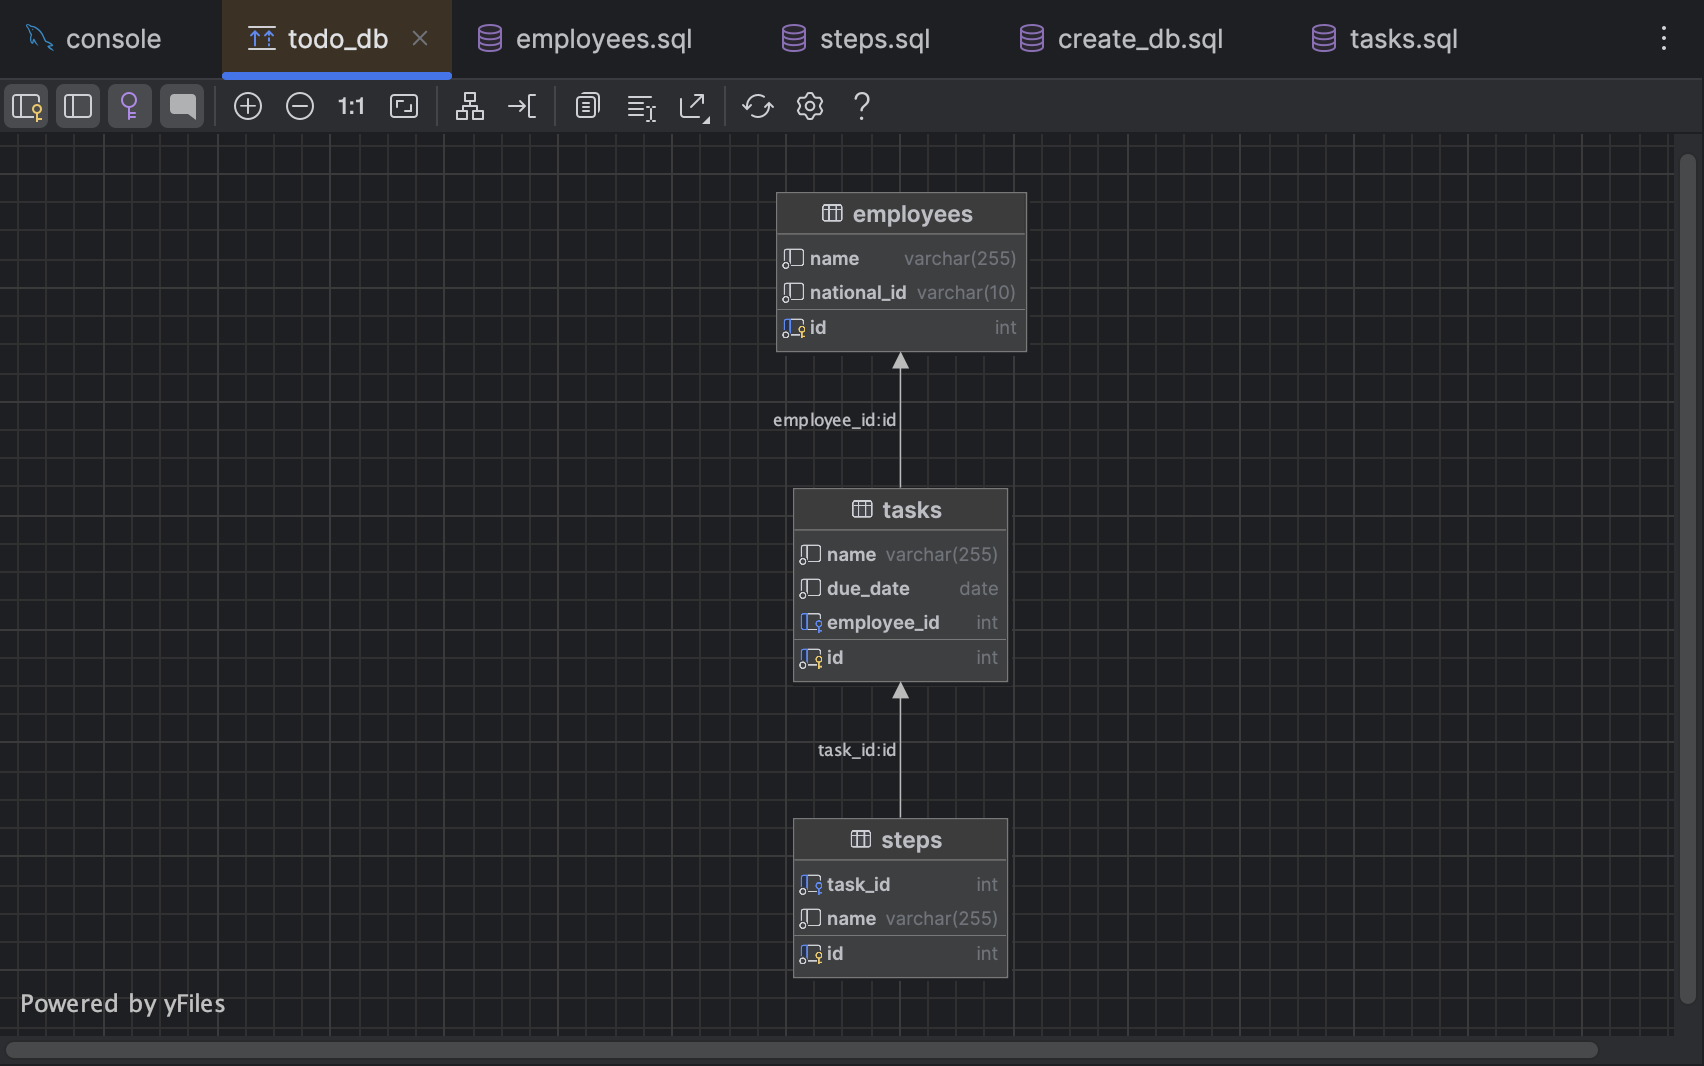 console
todo_db
employees.sql
steps.sql
create_db.sql
tasks.sql
1:1
?
employees
name varchar(255)
national_id varchar(10)
id int
employee_id:id
tasks
name varchar(255)
due_date date
employee_id int
id int
task_id:id
steps
task_id int
name varchar(255)
id int
Powered by yFiles